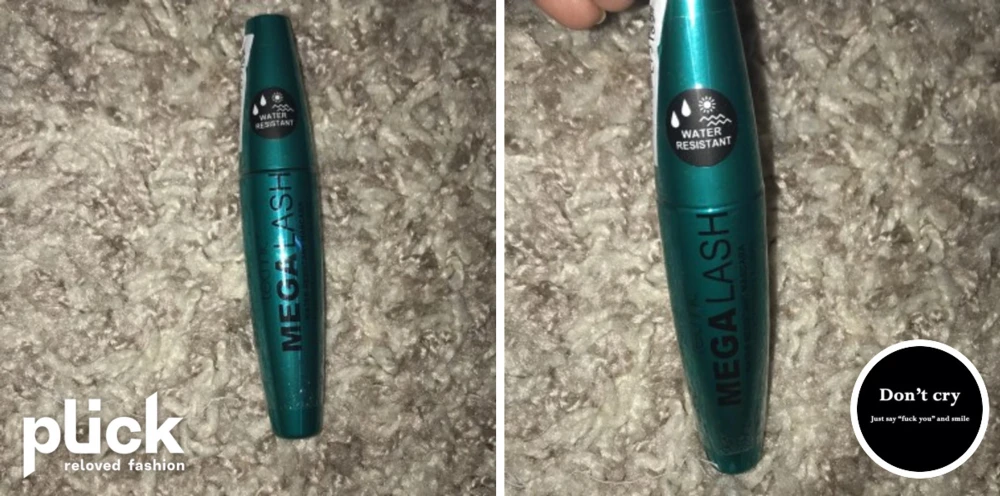 WATER
RESISTANT
MEGA LASH
plick
reloved fashion
WATER
RESISTANT
MEGA LASH
Don't cry
Just say “fuck you” and smile